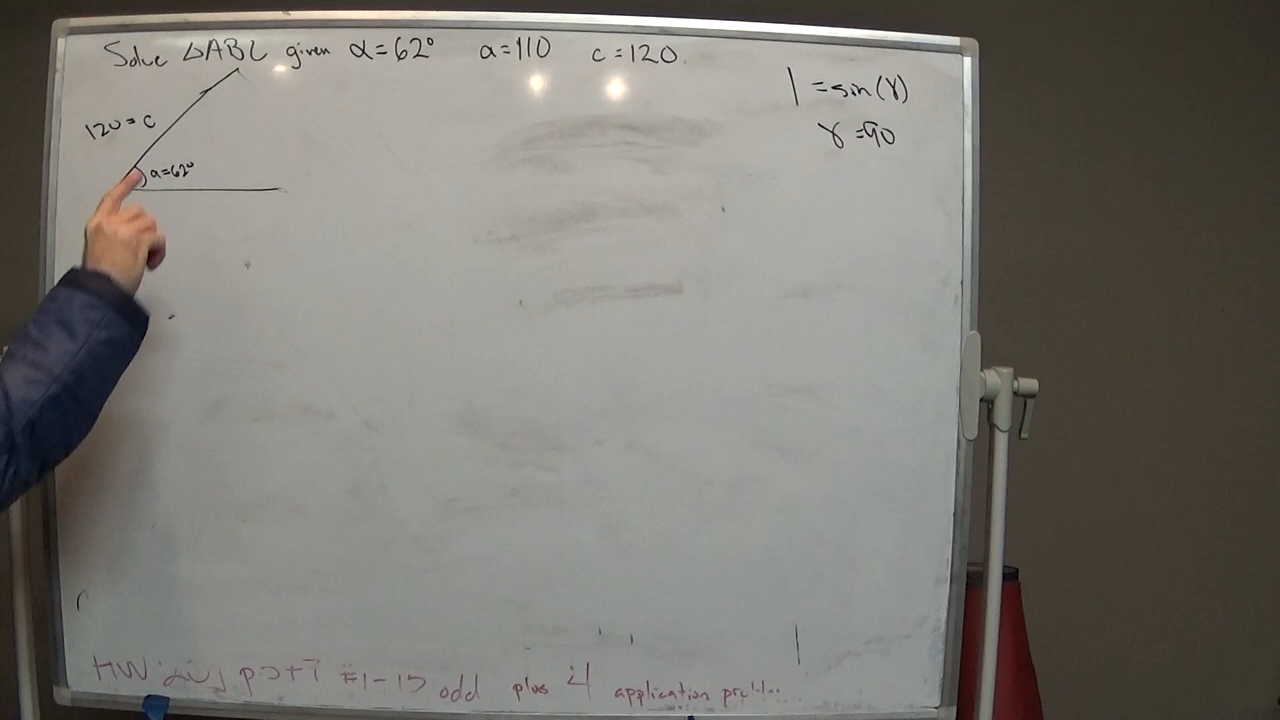 Solve △ABC given α=62° a=110 c=120.
1 = sin(γ)
γ=90
120=c
a=62°
HW #1-15 odd plus 4 application